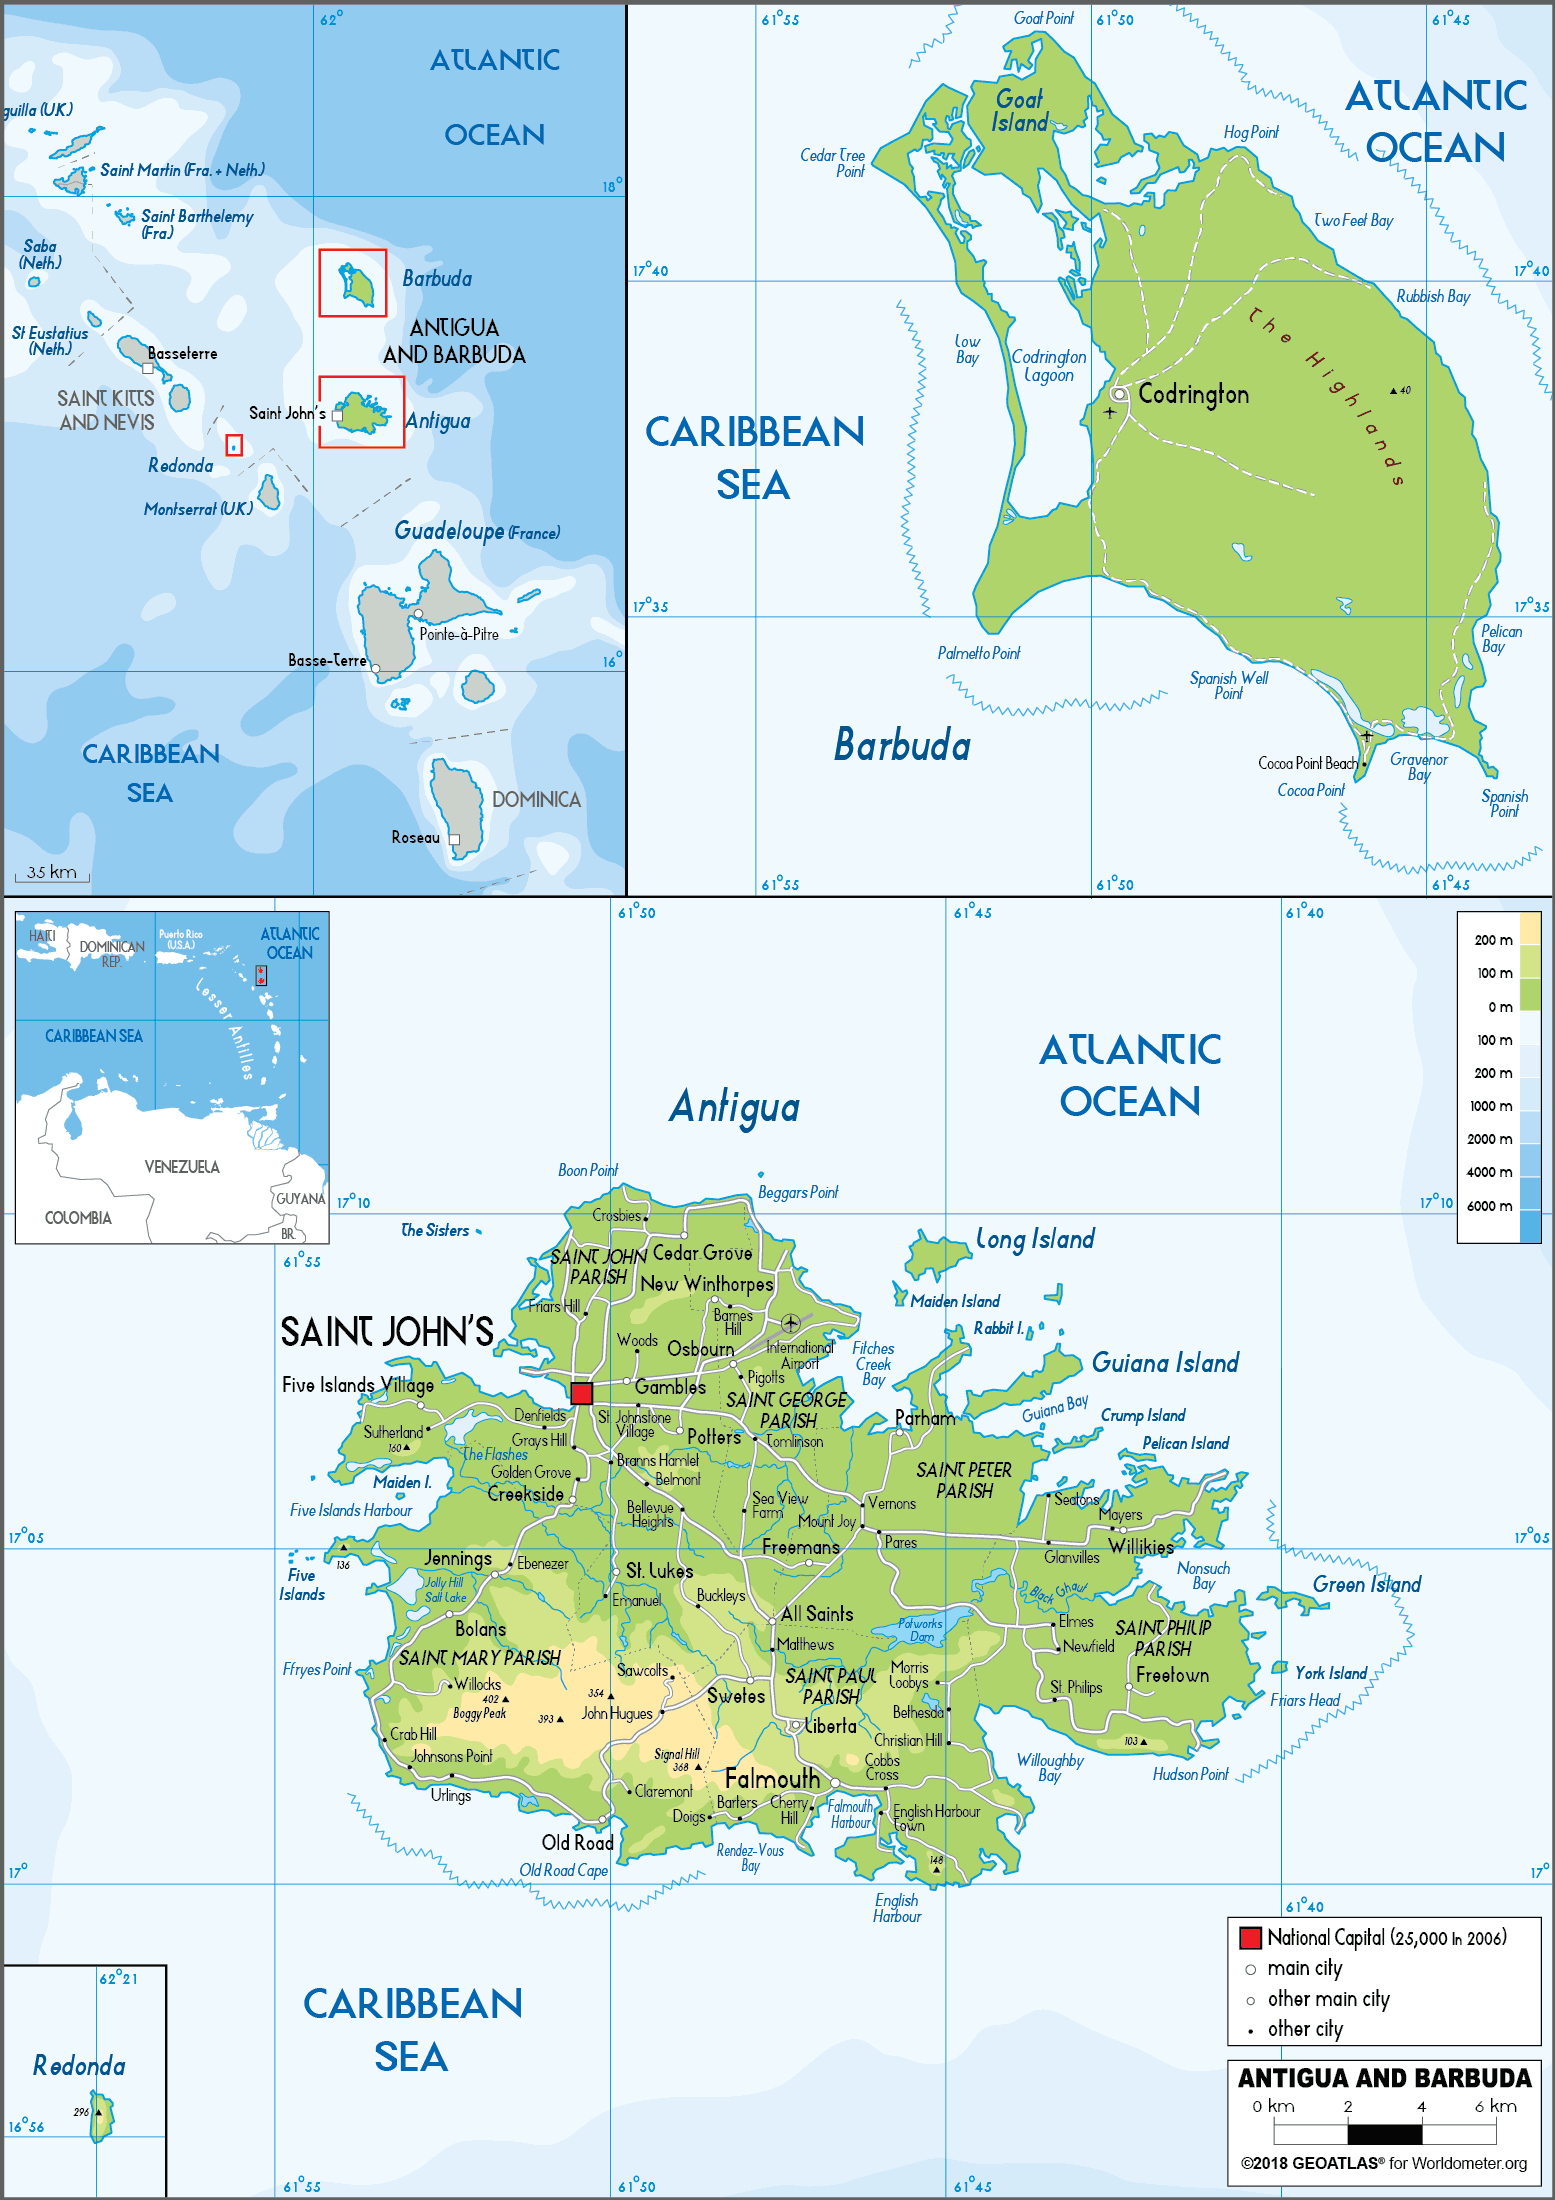 62°
ATLANTIC
OCEAN
guilla (U.K.)
Saint Martin (Fra. + Neth.)
18°
Saint Barthelemy
(Fra.)
Saba
(Neth.)
Barbuda
St Eustatius
(Neth.)
ANTIGUA
AND BARBUDA
Basseterre
SAINT KITTS
AND NEVIS
Saint John's
Antigua
Redonda
Montserrat (U.K.)
Guadeloupe (France)
Pointe-à-Pitre
Basse-Terre
16°
CARIBBEAN
SEA
DOMINICA
Roseau
35 km
61°55
Goat Point
61°50
61°45
ATLANTIC
OCEAN
Goat
Island
Hog Point
Cedar Tree
Point
Two Feet Bay
17°40
17°40
Rubbish Bay
The Highlands
Low
Bay
Codrington
Lagoon
Codrington
40
CARIBBEAN
SEA
17°35
17°35
Pelican
Bay
Palmetto Point
Spanish Well
Point
Barbuda
Cocoa Point Beach
Gravenor
Bay
Cocoa Point
Spanish
Point
61°55
61°50
61°45
HAITI
DOMINICAN
REP.
Puerto Rico
(U.S.A.)
ATLANTIC
OCEAN
Lesser Antilles
CARIBBEAN SEA
VENEZUELA
GUYANA
COLOMBIA
BR.
61°50
61°45
61°40
200 m
100 m
0 m
100 m
200 m
1000 m
2000 m
4000 m
6000 m
ATLANTIC
OCEAN
Antigua
Boon Point
Beggars Point
17°10
17°10
61°55
The Sisters
Crosbies
Long Island
SAINT JOHN
PARISH
Cedar Grove
New Winthorpes
Maiden Island
Friars Hill
Barnes
Hill
SAINT JOHN'S
Woods
Osbourn
International
Airport
Fitches
Creek
Bay
Rabbit I.
Guiana Island
Five Islands Village
Gambles
Pigotts
SAINT GEORGE
PARISH
Guiana Bay
Denfields
St. Johnstone
Village
Parham
Crump Island
Sutherland
160
Grays Hill
Potters
Tomlinson
Pelican Island
The Flashes
Branns Hamlet
SAINT PETER
PARISH
Maiden I.
Golden Grove
Belmont
Creekside
Five Islands Harbour
Bellevue
Heights
Sea View
Farm
Vernons
Seatons
Mount Joy
Mayers
17°05
17°05
136
Jennings
Ebenezer
Freemans
Pares
Glanvilles
Willikies
Five
Islands
Jolly Hill
Salt Lake
St. Lukes
Nonsuch
Bay
Green Island
Emanuel
Buckleys
Black Ghaut
Bolans
All Saints
Potworks
Dam
Elmes
SAINT PHILIP
PARISH
Matthews
Newfield
Ffryes Point
SAINT MARY PARISH
Sawcolts
SAINT PAUL
PARISH
Morris
Loobys
Freetown
York Island
Willocks
402
Boggy Peak
354
393
John Hughes
Swetes
St. Philips
Friars Head
Liberta
Bethesda
Crab Hill
Christian Hill
103
Johnsons Point
Signal Hill
368
Falmouth
Cobbs
Cross
Willoughby
Bay
Hudson Point
Urlings
Claremont
Barters
Cherry
Hill
Falmouth
Harbour
English Harbour
Town
Doigs
Old Road
Rendez-Vous
Bay
148
Old Road Cape
17°
17°
English
Harbour
61°40
CARIBBEAN
SEA
National Capital (25,000 In 2006)
main city
other main city
other city
62°21
Redonda
296
16°56
ANTIGUA AND BARBUDA
0 km 2 4 6 km
©2018 GEOATLAS® for Worldometer.org
61°55
61°50
61°45